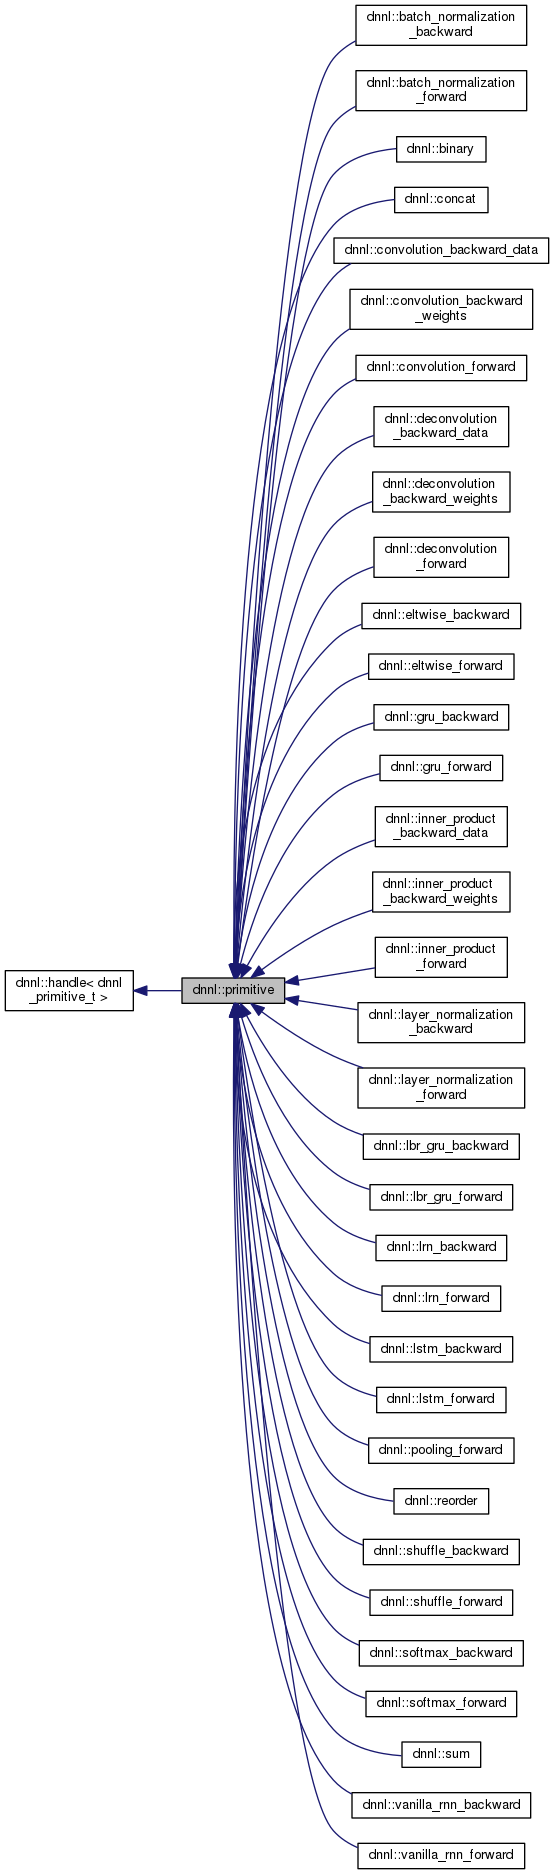 dnnl::batch_normalization
_backward
dnnl::batch_normalization
_forward
dnnl::binary
dnnl::concat
dnnl::convolution_backward_data
dnnl::convolution_backward
_weights
dnnl::convolution_forward
dnnl::deconvolution
_backward_data
dnnl::deconvolution
_backward_weights
dnnl::deconvolution
_forward
dnnl::eltwise_backward
dnnl::eltwise_forward
dnnl::gru_backward
dnnl::gru_forward
dnnl::inner_product
_backward_data
dnnl::inner_product
_backward_weights
dnnl::inner_product
_forward
dnnl::handle< dnnl
_primitive_t >
dnnl::primitive
dnnl::layer_normalization
_backward
dnnl::layer_normalization
_forward
dnnl::lbr_gru_backward
dnnl::lbr_gru_forward
dnnl::lrn_backward
dnnl::lrn_forward
dnnl::lstm_backward
dnnl::lstm_forward
dnnl::pooling_forward
dnnl::reorder
dnnl::shuffle_backward
dnnl::shuffle_forward
dnnl::softmax_backward
dnnl::softmax_forward
dnnl::sum
dnnl::vanilla_rnn_backward
dnnl::vanilla_rnn_forward